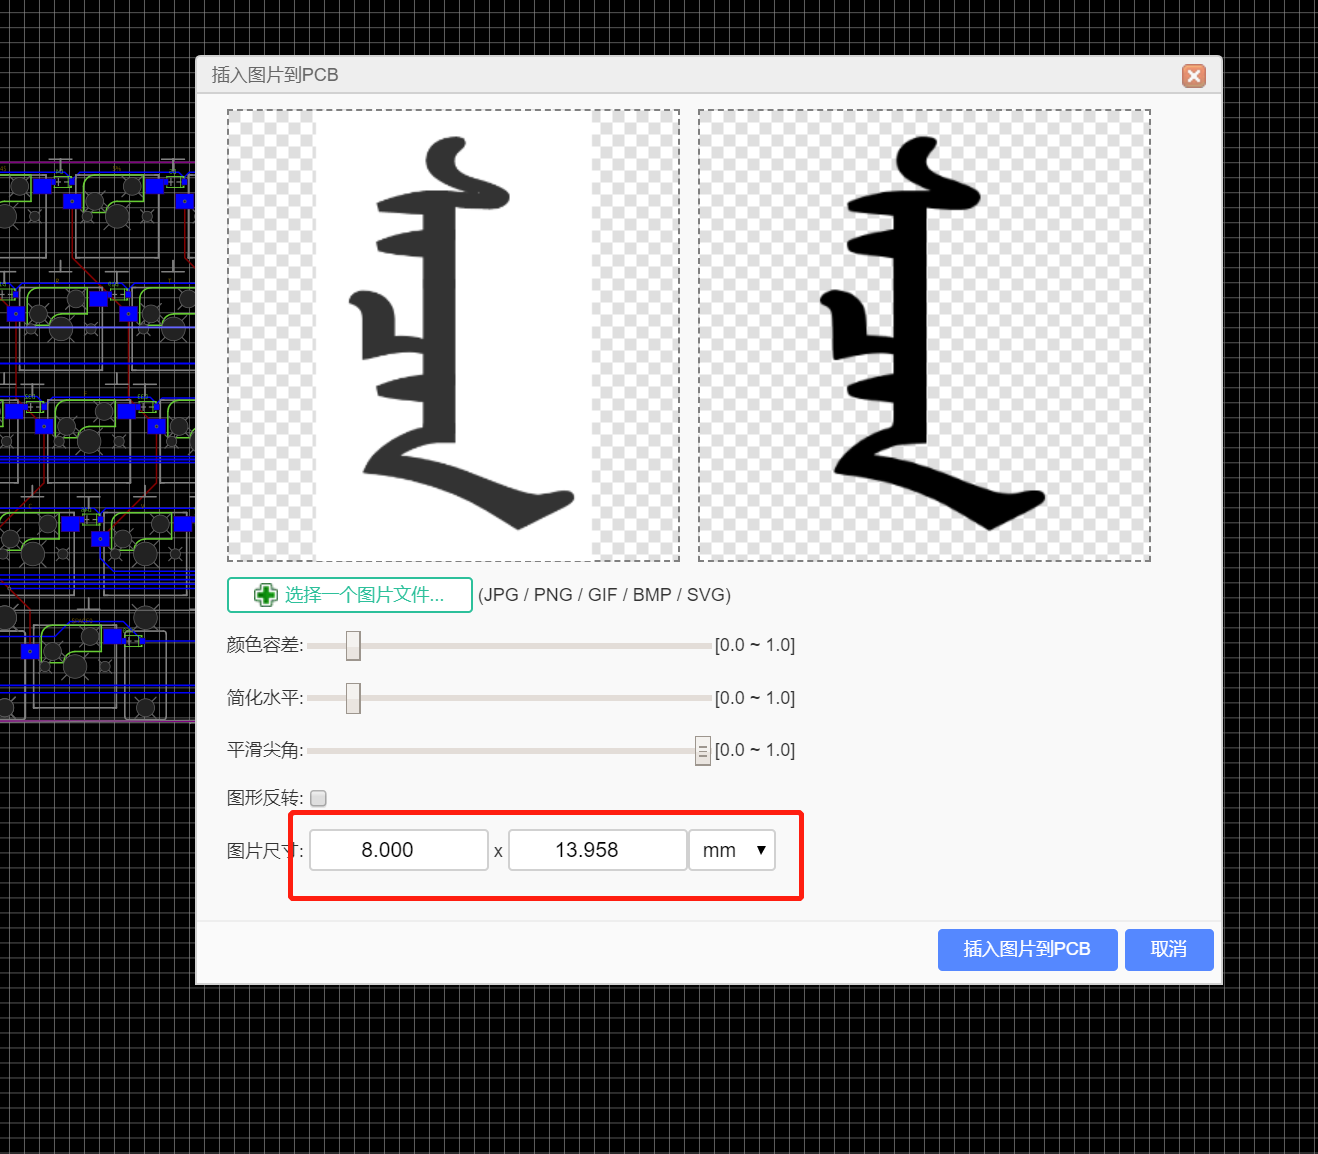 插入图片到PCB
选择一个图片文件... (JPG / PNG / GIF / BMP / SVG)
颜色容差: [0.0 ~ 1.0]
简化水平: [0.0 ~ 1.0]
平滑尖角: [0.0 ~ 1.0]
图形反转:
图片尺寸: 8.000 x 13.958 mm
插入图片到PCB 取消